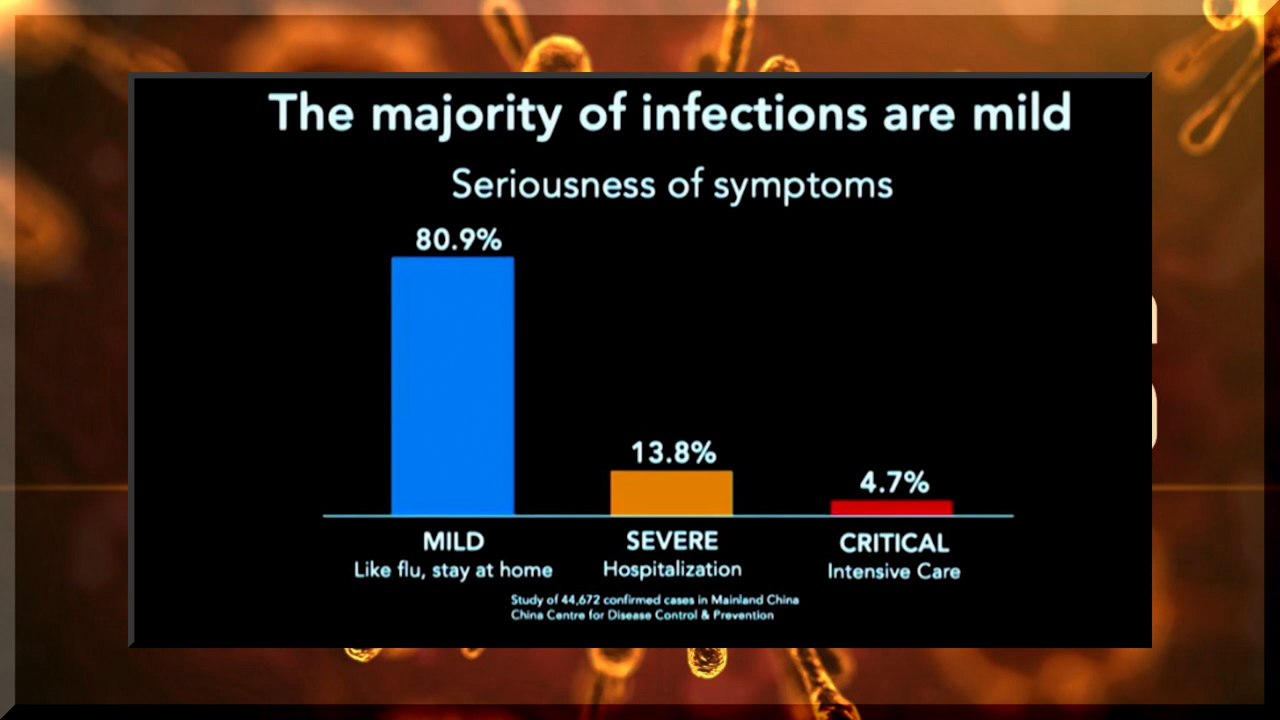 The majority of infections are mild
Seriousness of symptoms
80.9%
13.8%
4.7%
MILD
SEVERE
CRITICAL
Like flu, stay at home
Hospitalization
Intensive Care
Study of 44,672 confirmed cases in Mainland China
China Centre for Disease Control & Prevention